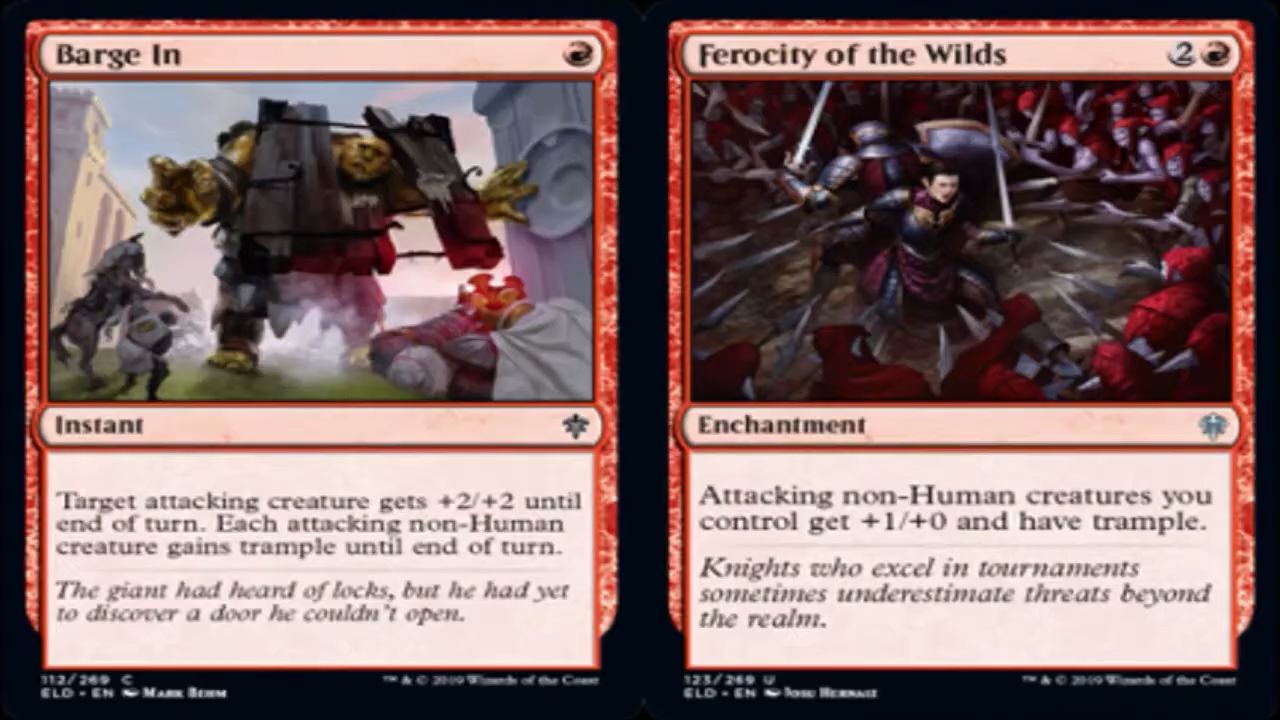 Barge In
Instant
Target attacking creature gets +2/+2 until
end of turn. Each attacking non-Human
creature gains trample until end of turn.
The giant had heard of locks, but he had yet
to discover a door he couldn't open.
112/269 C
ELD • EN Mark Behm
™ & © 2019 Wizards of the Coast
Ferocity of the Wilds 2
Enchantment
Attacking non-Human creatures you
control get +1/+0 and have trample.
Knights who excel in tournaments
sometimes underestimate threats beyond
the realm.
123/269 U
ELD • EN
™ & © 2019 Wizards of the Coast